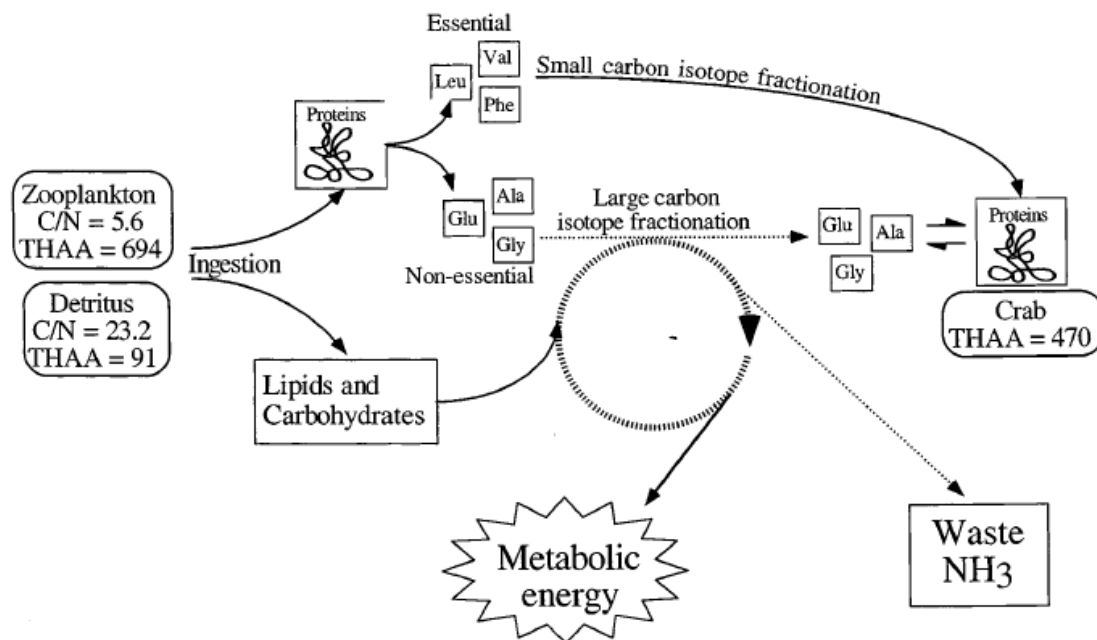 Essential
Val
Leu
Phe
Small carbon isotope fractionation
Proteins
Zooplankton
C/N = 5.6
THAA = 694
Ingestion
Detritus
C/N = 23.2
THAA = 91
Glu
Ala
Gly
Non-essential
Large carbon
isotope fractionation
Glu
Ala
Gly
Proteins
Crab
THAA = 470
Lipids and
Carbohydrates
Metabolic
energy
Waste
NH3